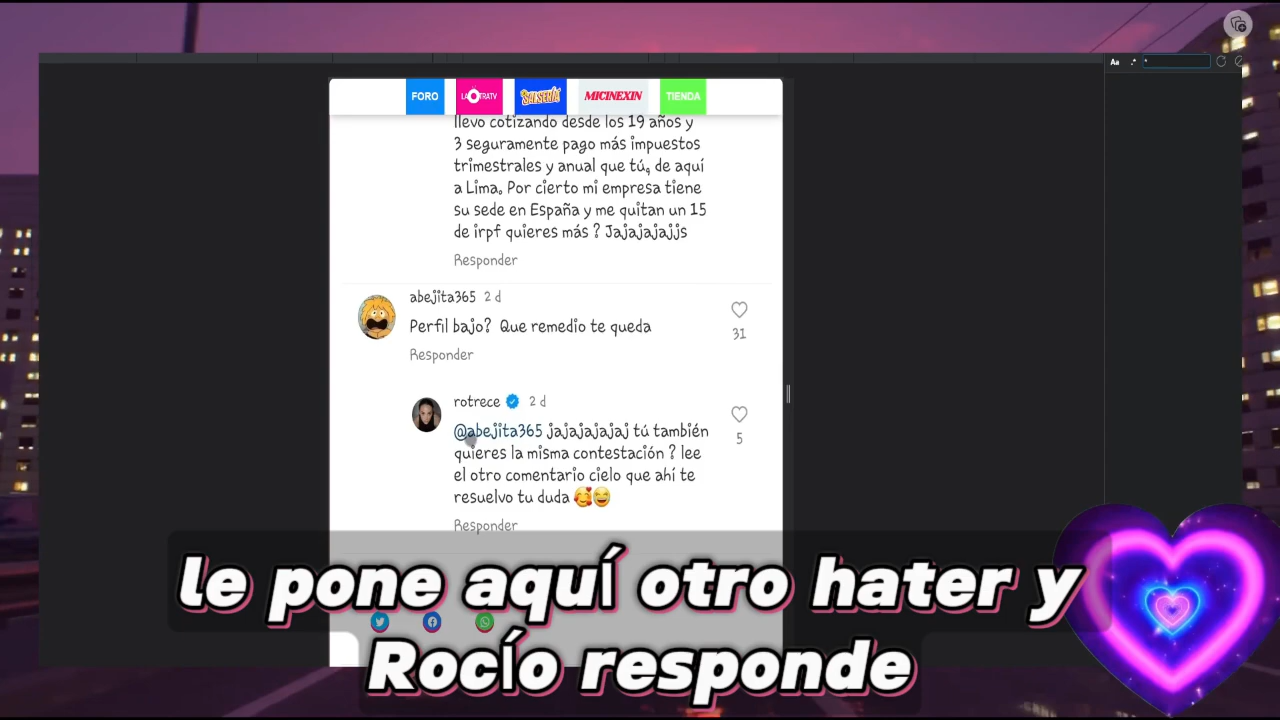 Aa .*
FORO LA OTRATV SALSERÍA MICINEXIN TIENDA
llevo cotizando desde los 19 años y
3 seguramente pago más impuestos
trimestrales y anual que tú, de aquí
a Lima. Por cierto mi empresa tiene
su sede en España y me quitan un 15
de irpf quieres más ? Jajajajajjs
Responder
abejita365 2 d
Perfil bajo? Que remedio te queda
31
Responder
rotrece 2 d
@abejita365 jajajajajaj tú también
quieres la misma contestación ? lee
el otro comentario cielo que ahí te
resuelvo tu duda 🥰😆
5
Responder
le pone aquí otro hater y
Rocío responde